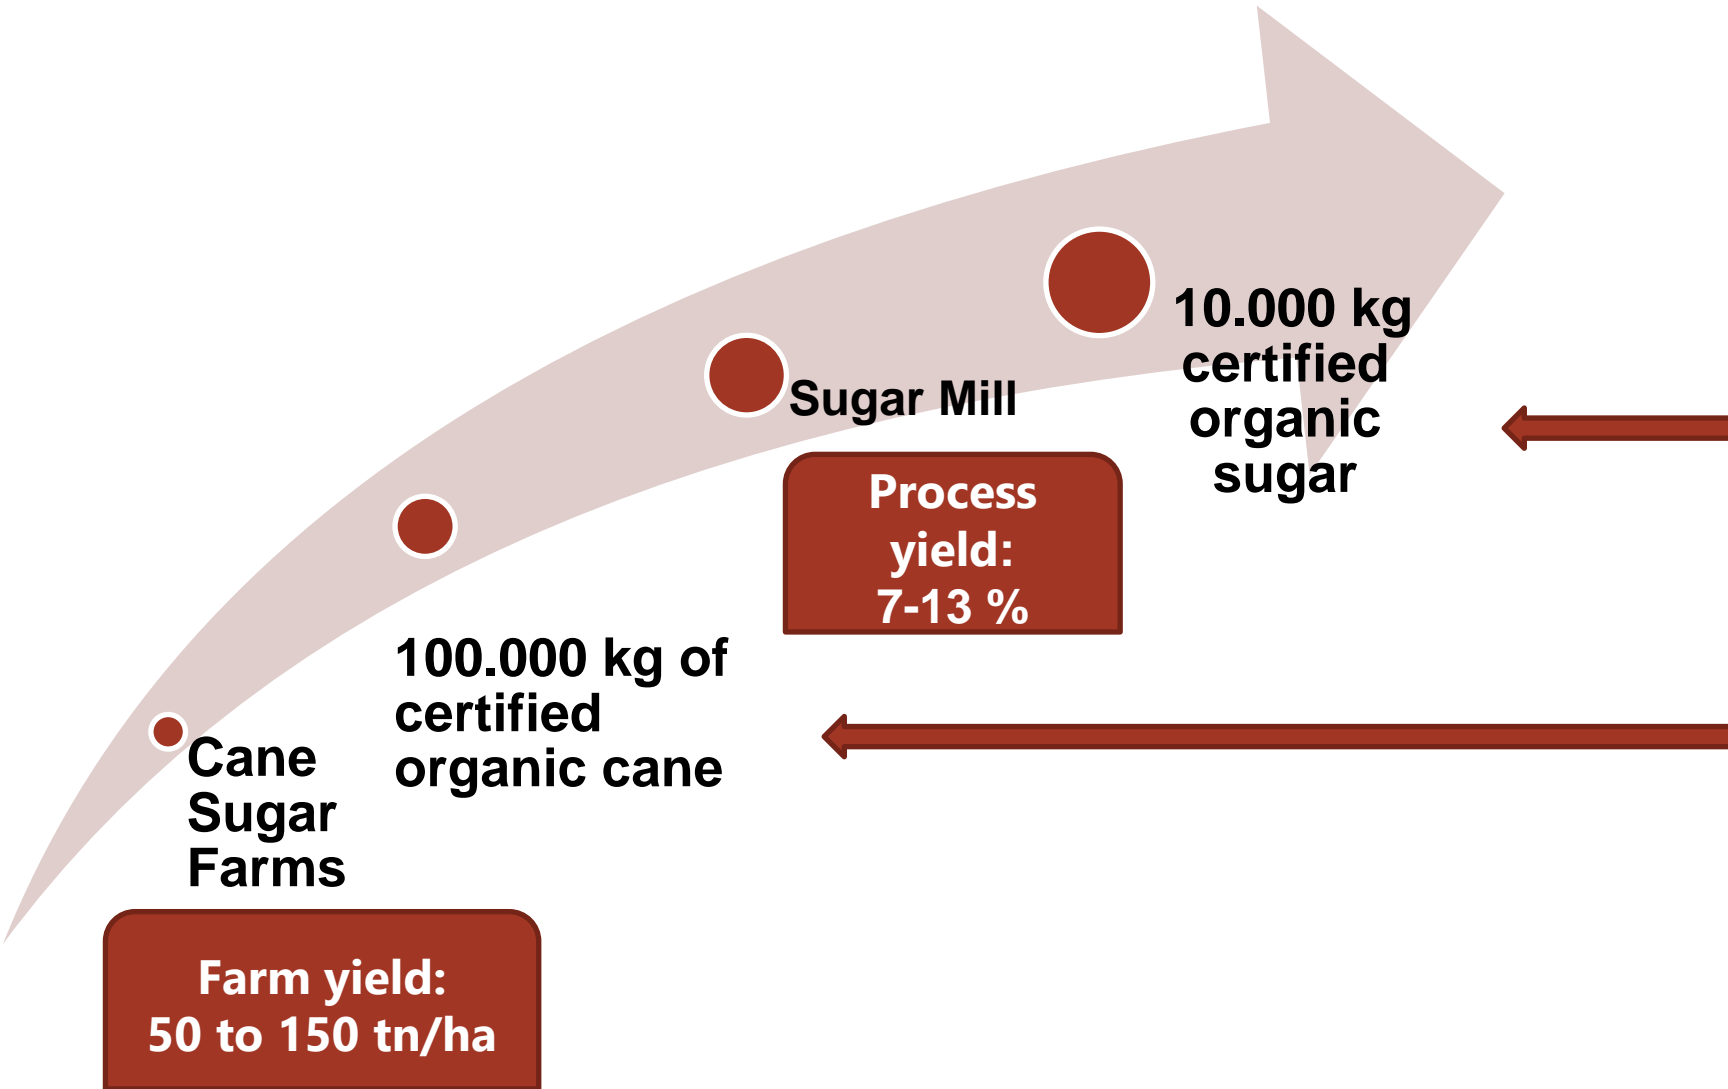 Cane
Sugar
Farms
Farm yield:
50 to 150 tn/ha
100.000 kg of
certified
organic cane
Sugar Mill
Process
yield:
7-13 %
10.000 kg
certified
organic
sugar